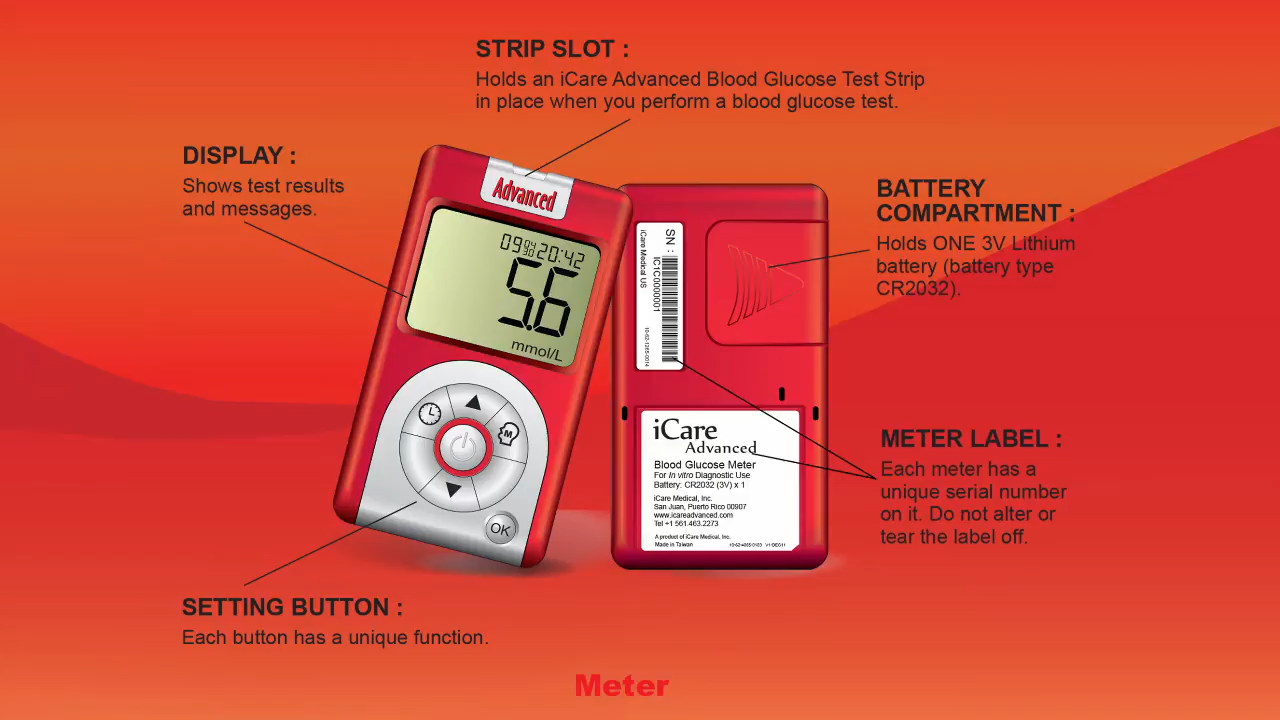 STRIP SLOT :
Holds an iCare Advanced Blood Glucose Test Strip
in place when you perform a blood glucose test.
DISPLAY :
Shows test results
and messages.
Advanced
20:42
5.6
mmol/L
M
OK
SETTING BUTTON :
Each button has a unique function.
SN :
IC1C0000001
iCare Medical US
BATTERY
COMPARTMENT :
Holds ONE 3V Lithium
battery (battery type
CR2032).
iCare
Advanced
Blood Glucose Meter
For In vitro Diagnostic Use
Battery: CR2032 (3V) x 1
iCare Medical, Inc.
San Juan, Puerto Rico 00907
www.icareadvanced.com
Tel +1 561.463.2273
A product of iCare Medical, Inc.
Made in Taiwan
METER LABEL :
Each meter has a
unique serial number
on it. Do not alter or
tear the label off.
Meter